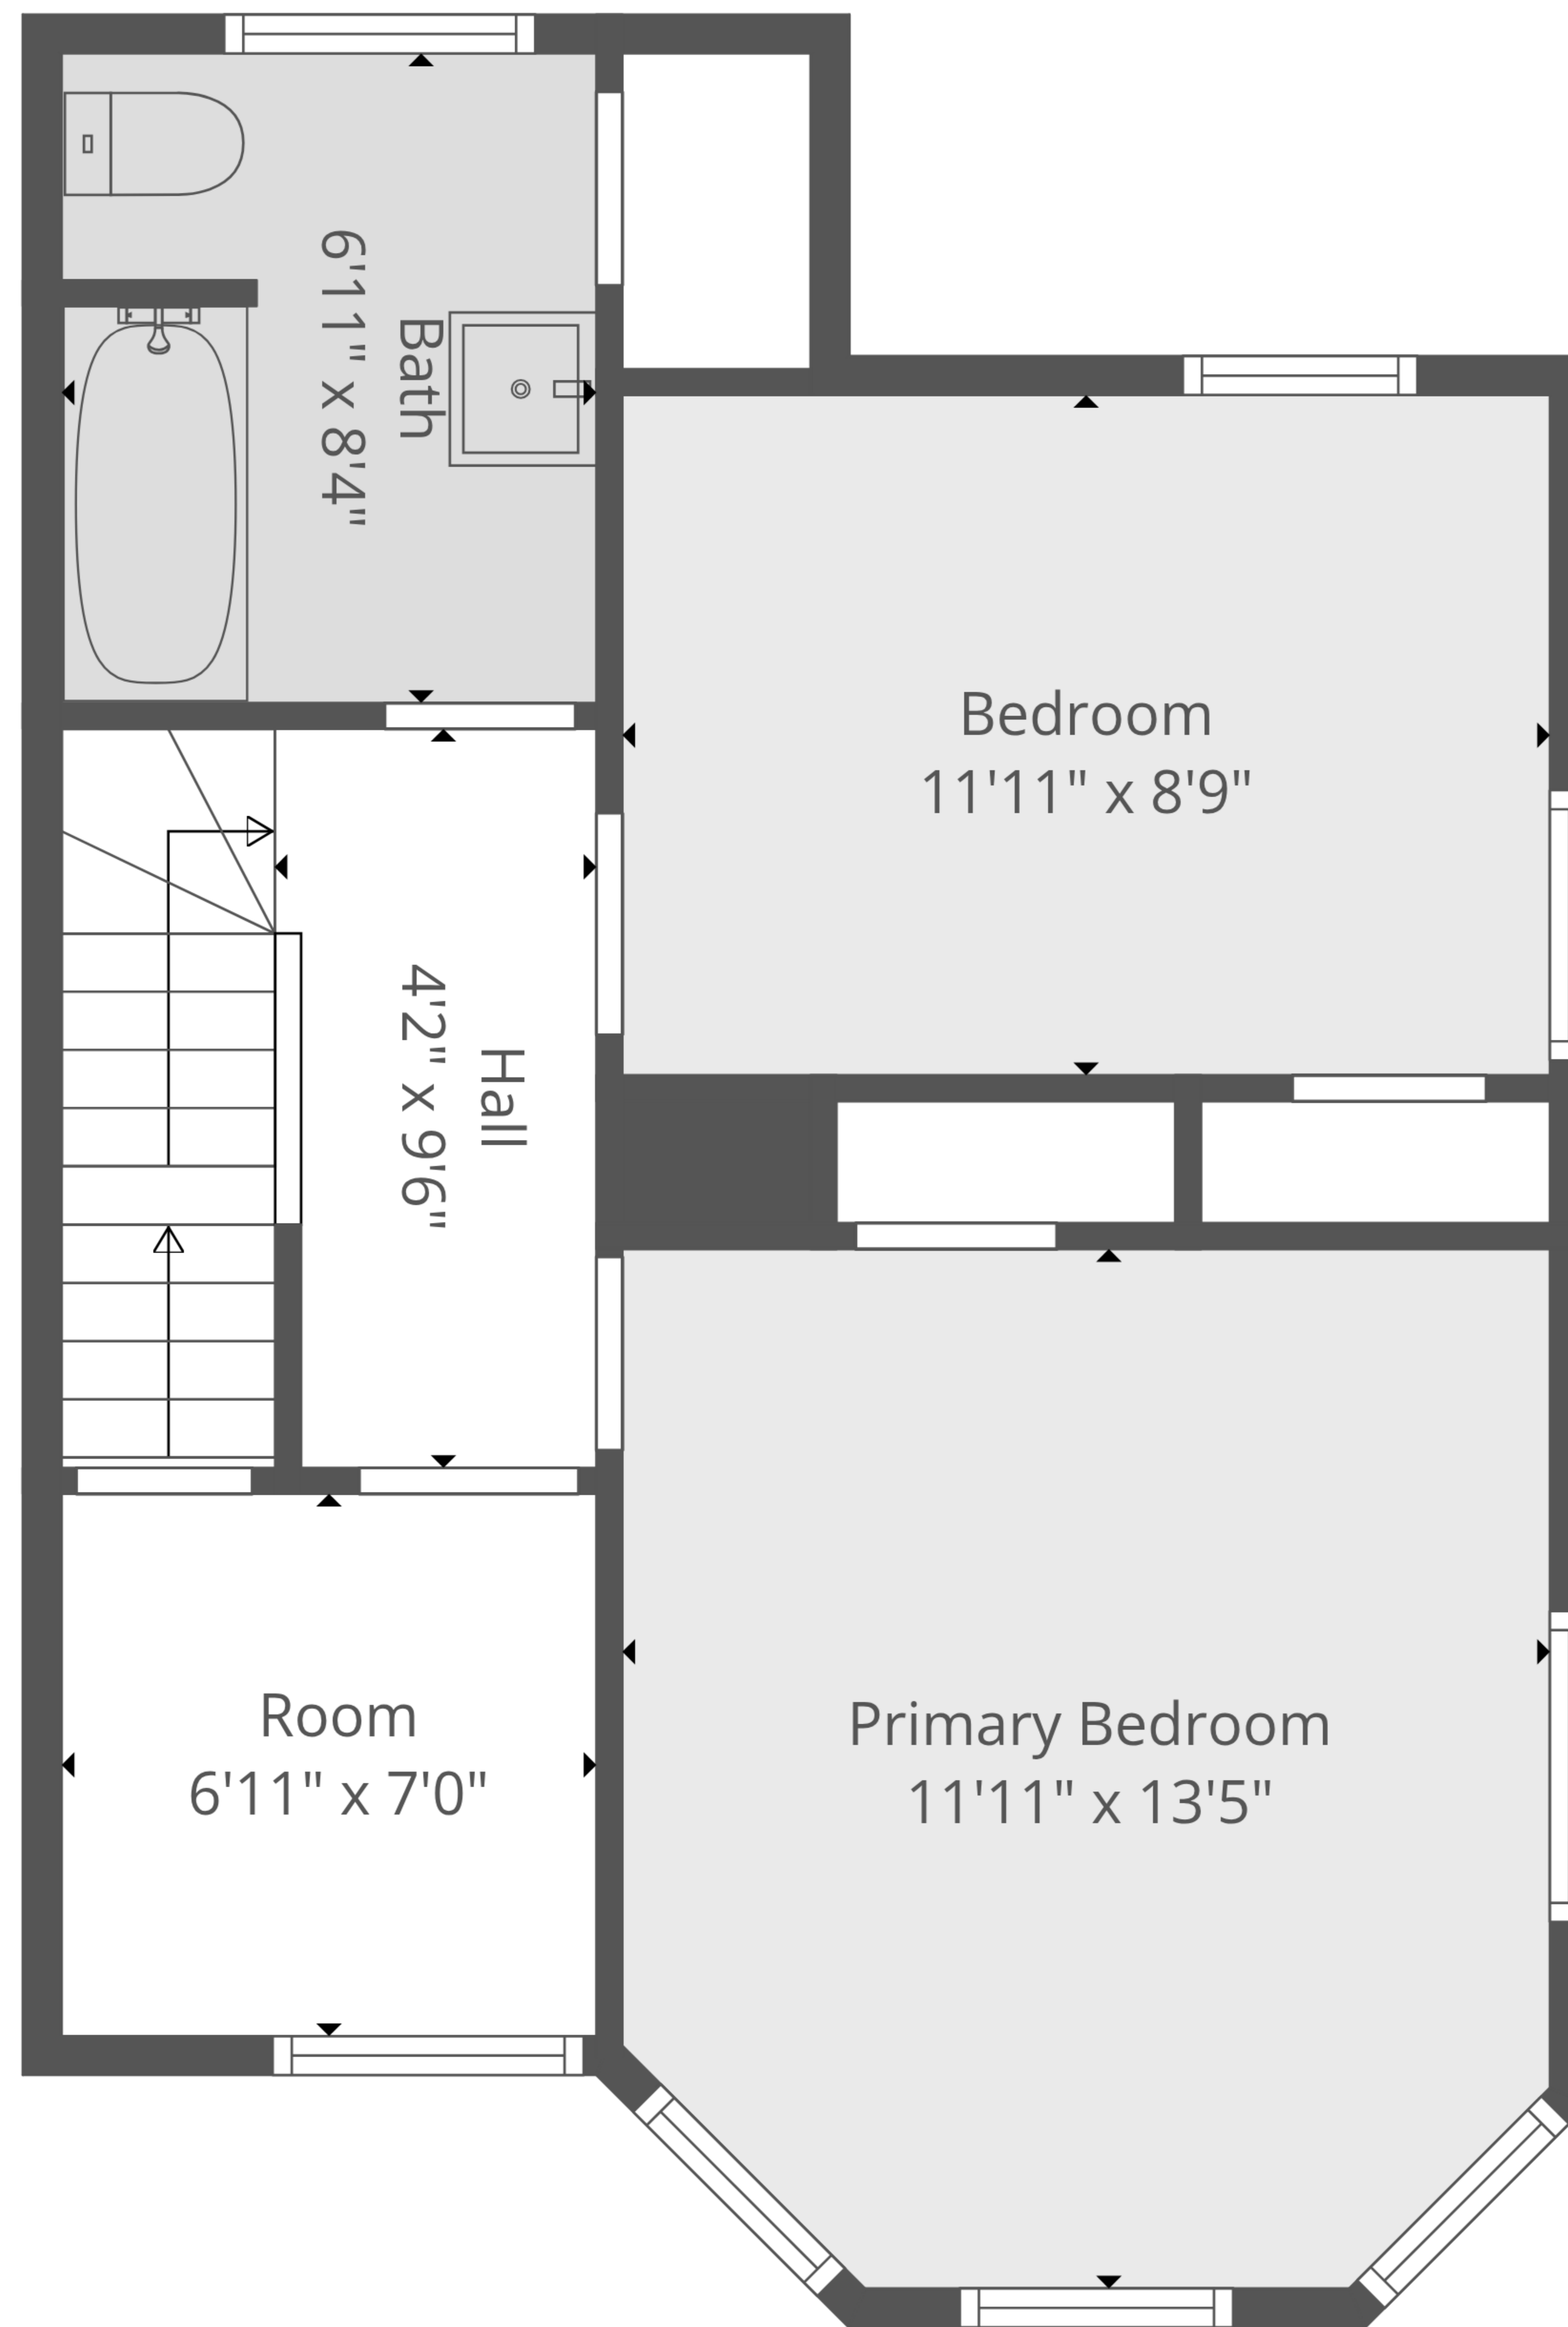 Bath
6'11" x 8'4"
Bedroom
11'11" x 8'9"
Hall
4'2" x 9'6"
Room
6'11" x 7'0"
Primary Bedroom
11'11" x 13'5"